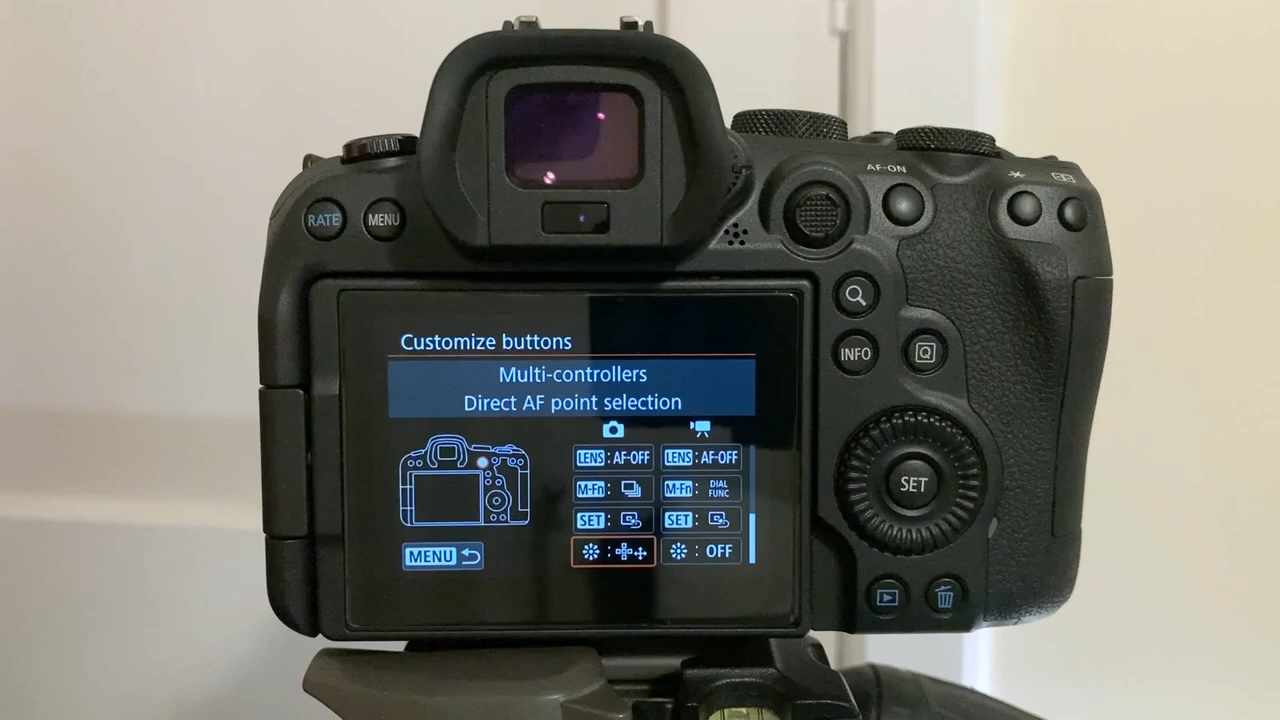 AF-ON
RATE MENU
INFO
Q
SET
Customize buttons
Multi-controllers
Direct AF point selection
LENS : AF-OFF LENS : AF-OFF
M-Fn : M-Fn : DIAL FUNC
SET : SET :
: : OFF
MENU